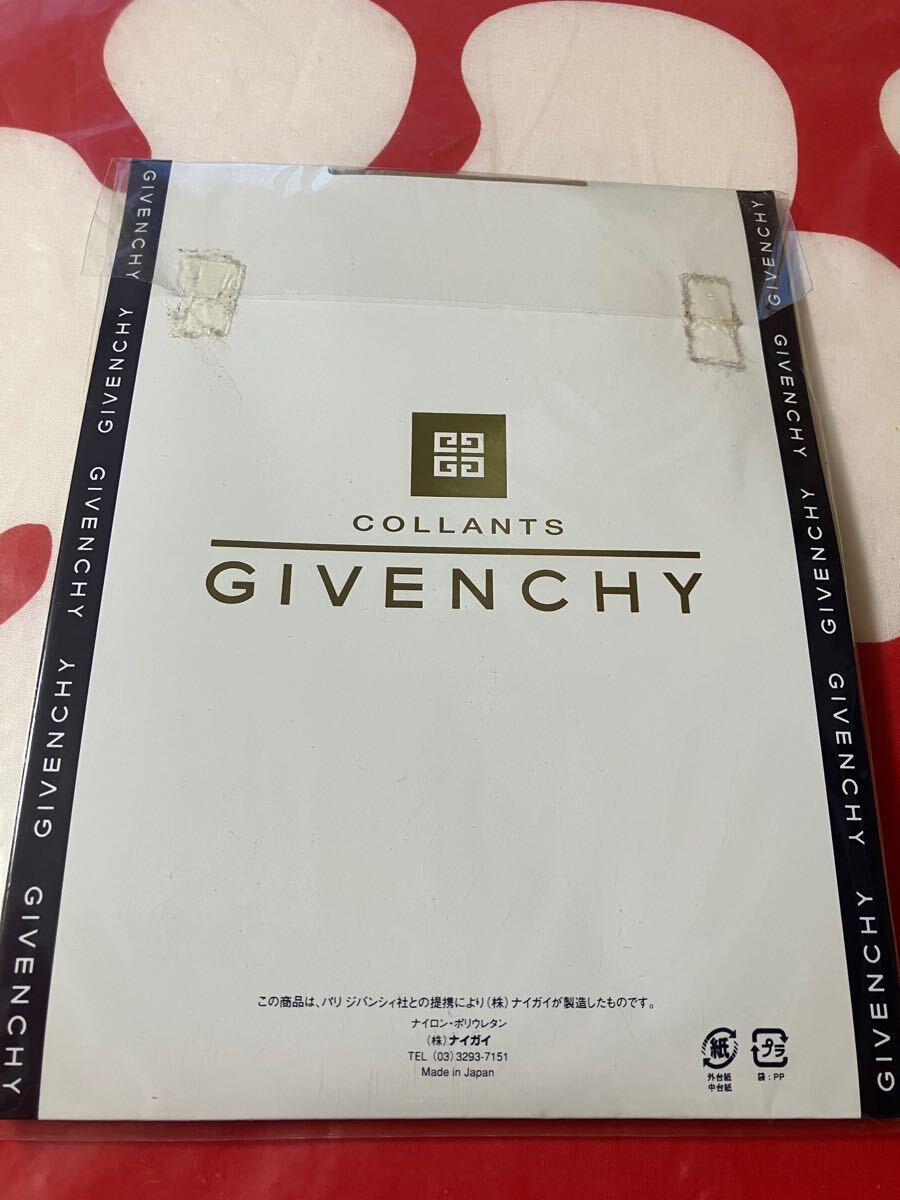 GIVENCHY
GIVENCHY
GIVENCHY
GIVENCHY
GIVENCHY
COLLANTS
GIVENCHY
この商品は、パリ ジバンシィ社との提携により(株)ナイガイが製造したものです。
ナイロン・ポリウレタン
(株)ナイガイ
TEL (03)3293-7151
Made in Japan
紙
外台紙
中台紙
プラ
袋:PP
GIVENCHY
GIVENCHY
GIVENCHY
GIVENCHY
GIVENCHY